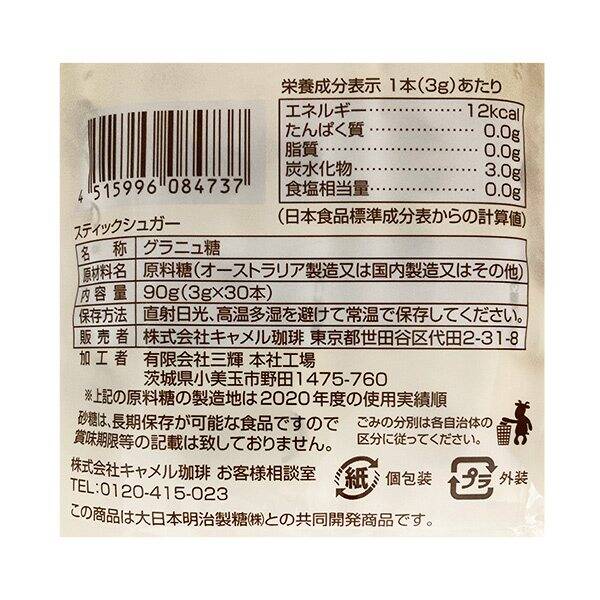 栄養成分表示 1本(3g)あたり
エネルギー……………… 12kcal
たんぱく質……………… 0.0g
脂質……………………… 0.0g
炭水化物………………… 3.0g
食塩相当量……………… 0.0g
(日本食品標準成分表からの計算値)
4 515996 084737
スティックシュガー
名 称 グラニュ糖
原材料名 原料糖(オーストラリア製造又は国内製造又はその他)
内容量 90g(3g×30本)
保存方法 直射日光、高温多湿を避けて常温で保存してください。
販売者 株式会社キャメル珈琲 東京都世田谷区代田2-31-8
加工者 有限会社三輝 本社工場
茨城県小美玉市野田1475-760
※上記の原料糖の製造地は2020年度の使用実績順
砂糖は、長期保存が可能な食品ですので
賞味期限等の記載は致しておりません。
ごみの分別は各自治体の
区分に従ってください。
株式会社キャメル珈琲 お客様相談室
TEL:0120-415-023
紙 個包装
プラ 外装
この商品は大日本明治製糖㈱との共同開発商品です。